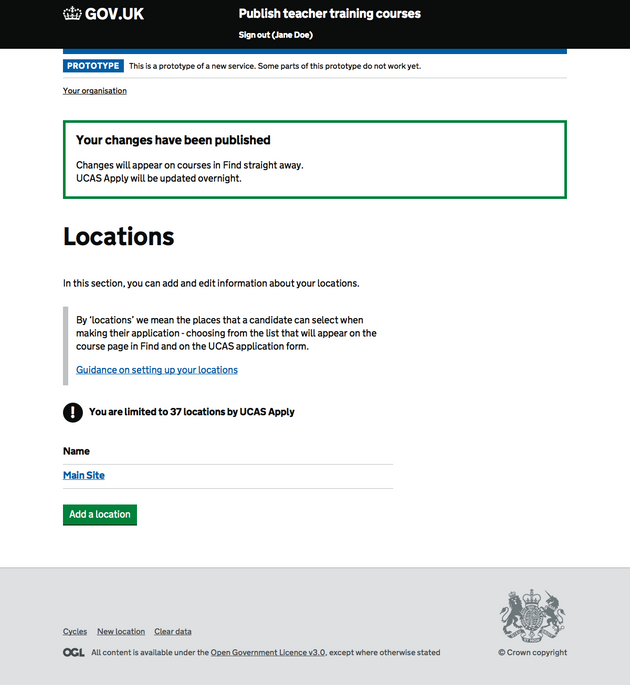 GOV.UK
Publish teacher training courses
Sign out (Jane Doe)
PROTOTYPE This is a prototype of a new service. Some parts of this prototype do not work yet.
Your organisation
Your changes have been published
Changes will appear on courses in Find straight away.
UCAS Apply will be updated overnight.
Locations
In this section, you can add and edit information about your locations.
By ‘locations’ we mean the places that a candidate can select when
making their application - choosing from the list that will appear on the
course page in Find and on the UCAS application form.
Guidance on setting up your locations
! You are limited to 37 locations by UCAS Apply
Name
Main Site
Add a location
Cycles New location Clear data
OGL All content is available under the Open Government Licence v3.0, except where otherwise stated
© Crown copyright